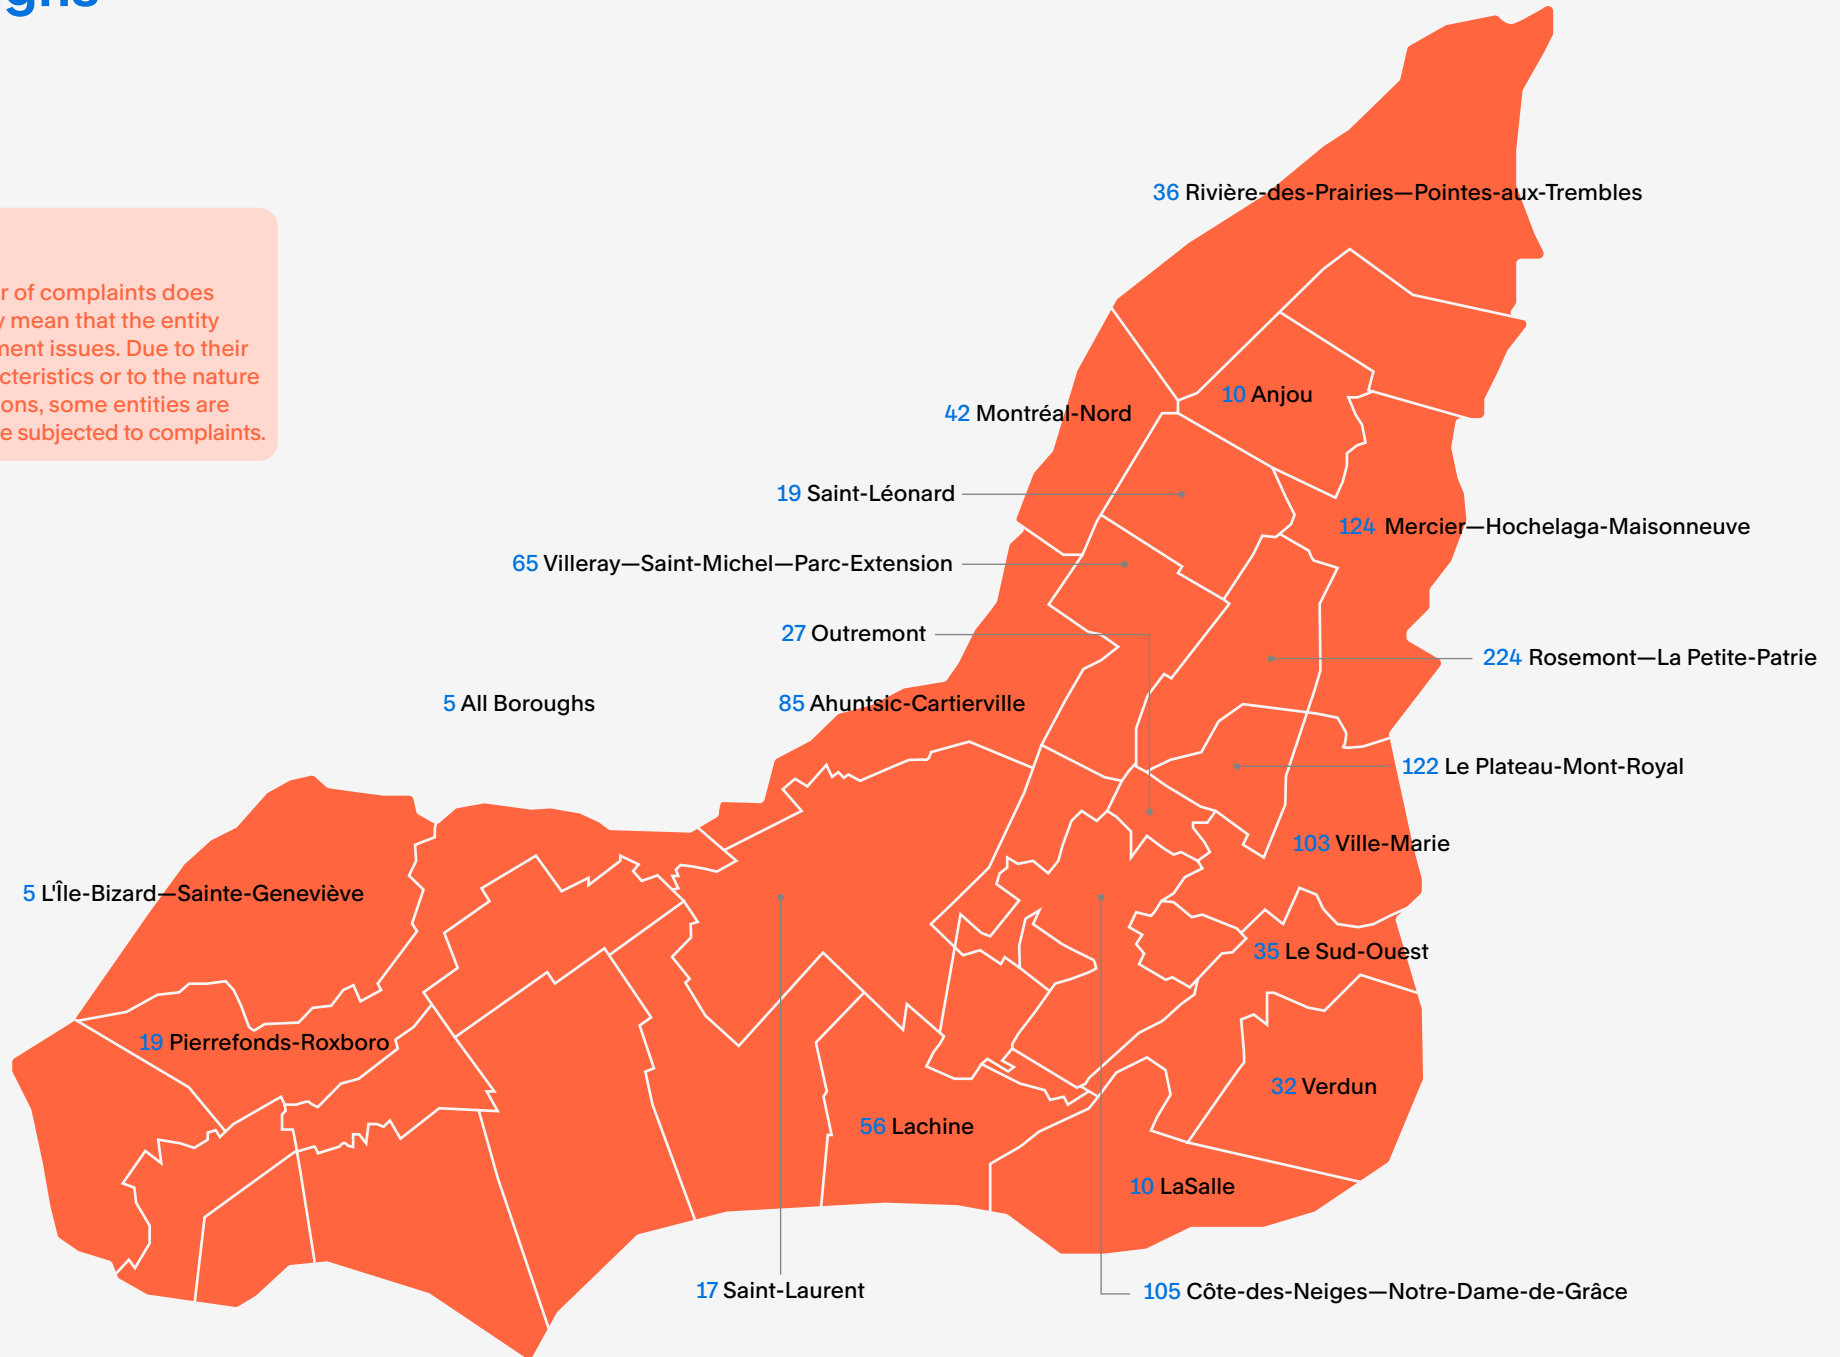 36 Rivière-des-Prairies—Pointes-aux-Trembles
of complaints does
mean that the entity
issues. Due to their
or to the nature
some entities are
subjected to complaints.
10 Anjou
42 Montréal-Nord
19 Saint-Léonard
124 Mercier—Hochelaga-Maisonneuve
65 Villeray—Saint-Michel—Parc-Extension
27 Outremont
224 Rosemont—La Petite-Patrie
5 All Boroughs
85 Ahuntsic-Cartierville
122 Le Plateau-Mont-Royal
103 Ville-Marie
5 L'Île-Bizard—Sainte-Geneviève
35 Le Sud-Ouest
19 Pierrefonds-Roxboro
32 Verdun
56 Lachine
10 LaSalle
17 Saint-Laurent
105 Côte-des-Neiges—Notre-Dame-de-Grâce